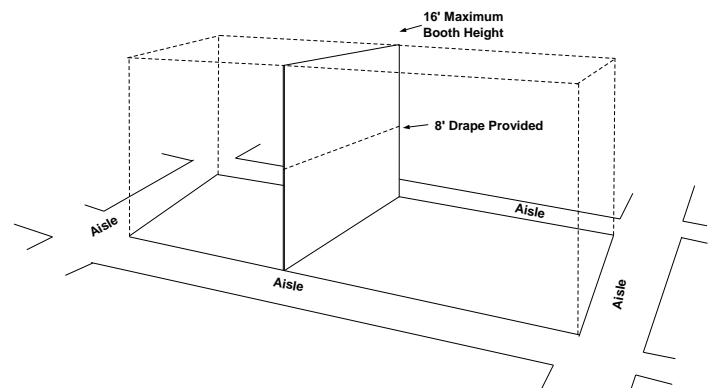 16' Maximum
Booth Height
8' Drape Provided
Aisle
Aisle
Aisle
Aisle